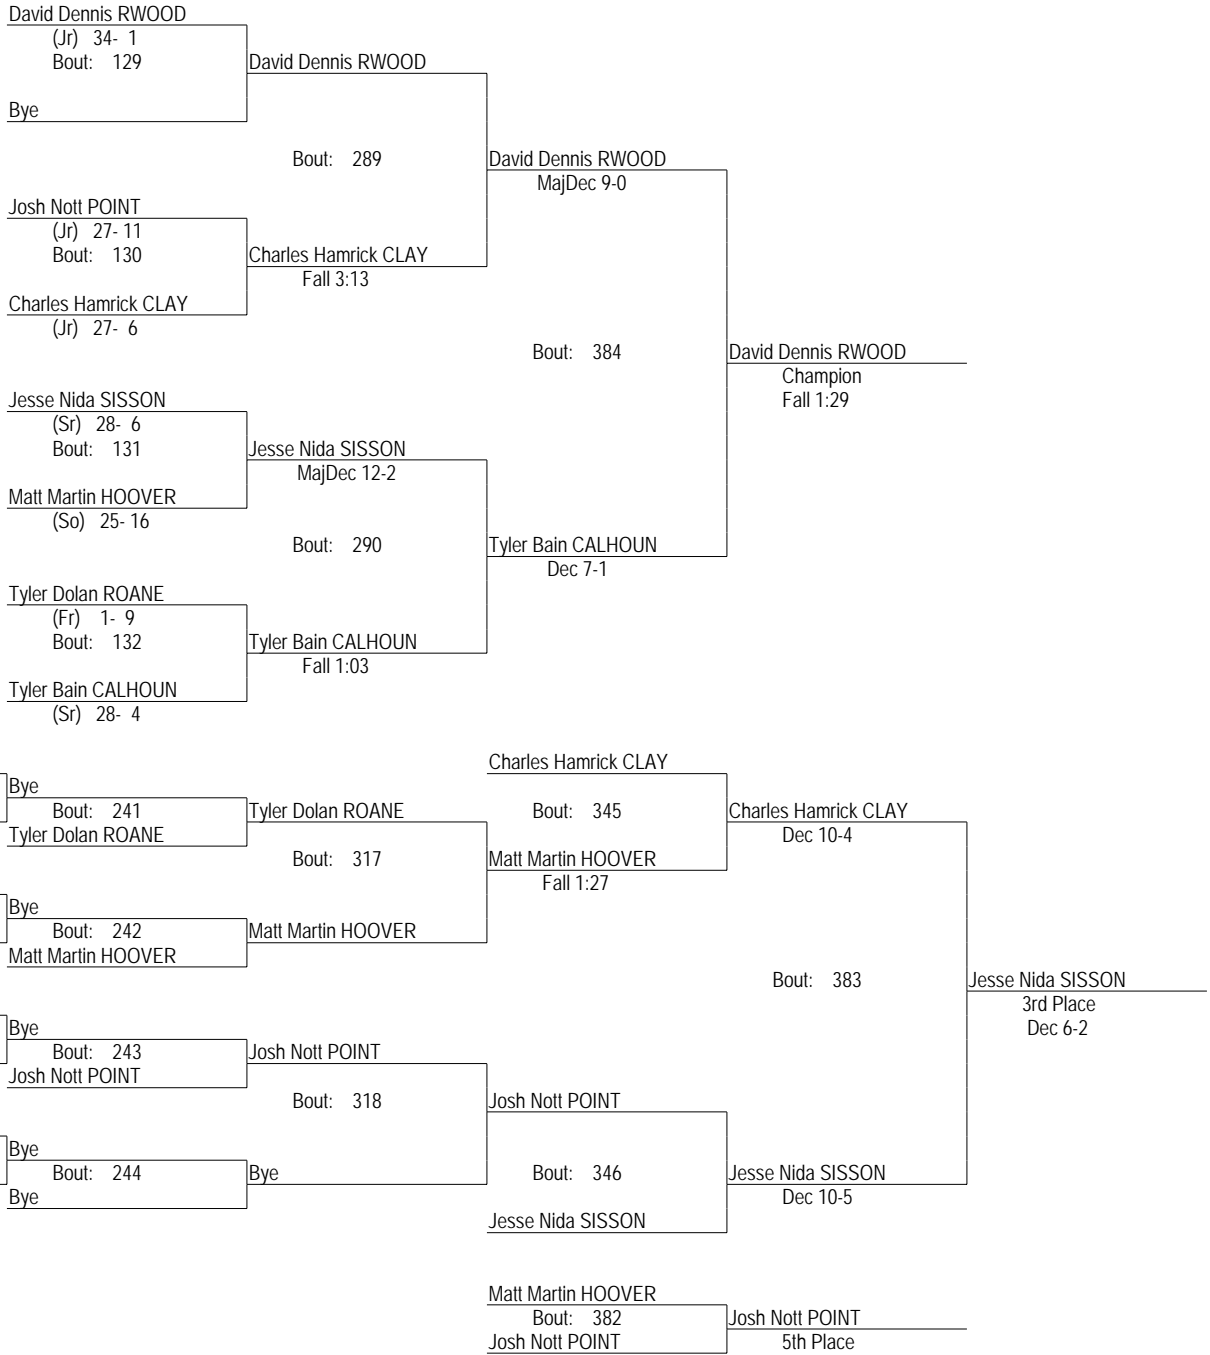 David Dennis RWOOD
(Jr) 34- 1
Bout: 129
David Dennis RWOOD
Bye
Bout: 289
David Dennis RWOOD
MajDec 9-0
Josh Nott POINT
(Jr) 27- 11
Bout: 130
Charles Hamrick CLAY
Fall 3:13
Charles Hamrick CLAY
(Jr) 27- 6
Bout: 384
David Dennis RWOOD
Champion
Fall 1:29
Jesse Nida SISSON
(Sr) 28- 6
Bout: 131
Jesse Nida SISSON
MajDec 12-2
Matt Martin HOOVER
(So) 25- 16
Bout: 290
Tyler Bain CALHOUN
Dec 7-1
Tyler Dolan ROANE
(Fr) 1- 9
Bout: 132
Tyler Bain CALHOUN
Fall 1:03
Tyler Bain CALHOUN
(Sr) 28- 4
Charles Hamrick CLAY
Bye
Bout: 241
Tyler Dolan ROANE
Bout: 345
Charles Hamrick CLAY
Tyler Dolan ROANE
Dec 10-4
Bout: 317
Matt Martin HOOVER
Fall 1:27
Bye
Bout: 242
Matt Martin HOOVER
Matt Martin HOOVER
Bout: 383
Jesse Nida SISSON
3rd Place
Dec 6-2
Bye
Bout: 243
Josh Nott POINT
Josh Nott POINT
Bout: 318
Josh Nott POINT
Bye
Bout: 244
Bye
Bout: 346
Jesse Nida SISSON
Bye
Dec 10-5
Jesse Nida SISSON
Matt Martin HOOVER
Bout: 382
Josh Nott POINT
Josh Nott POINT
5th Place